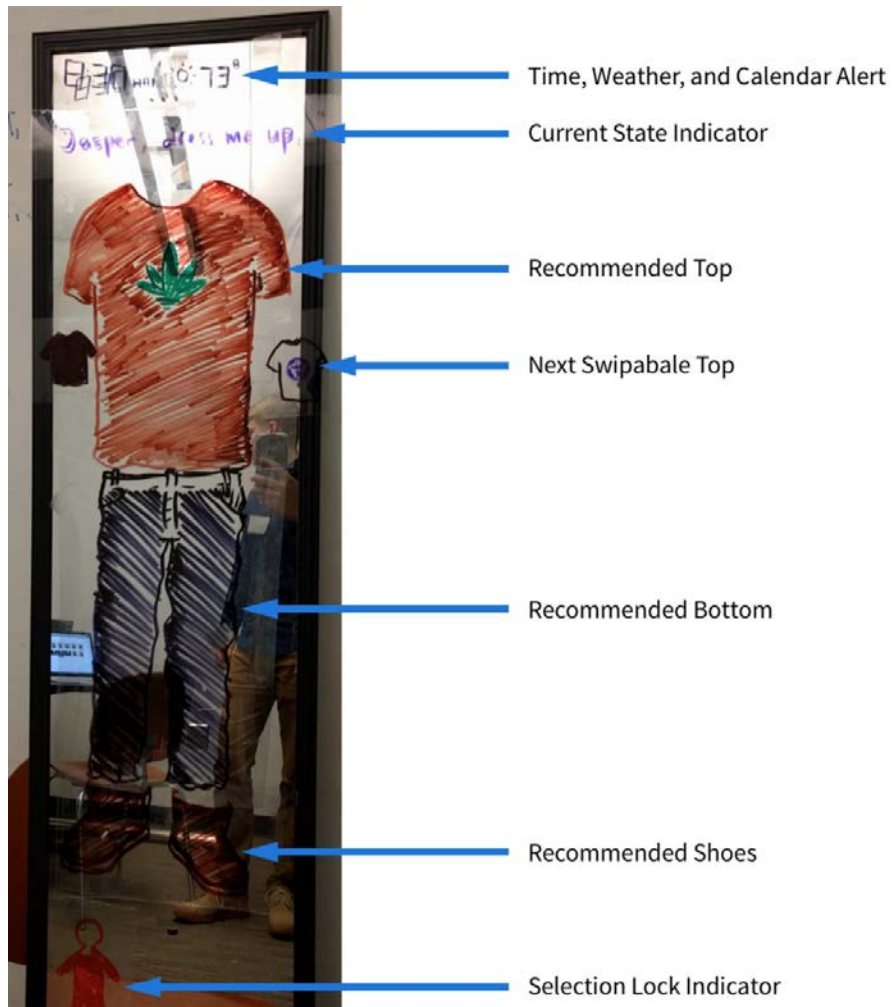 73°
Time, Weather, and Calendar Alert
Jasper, dress me up.
Current State Indicator
Recommended Top
Next Swipabale Top
Recommended Bottom
Recommended Shoes
Selection Lock Indicator